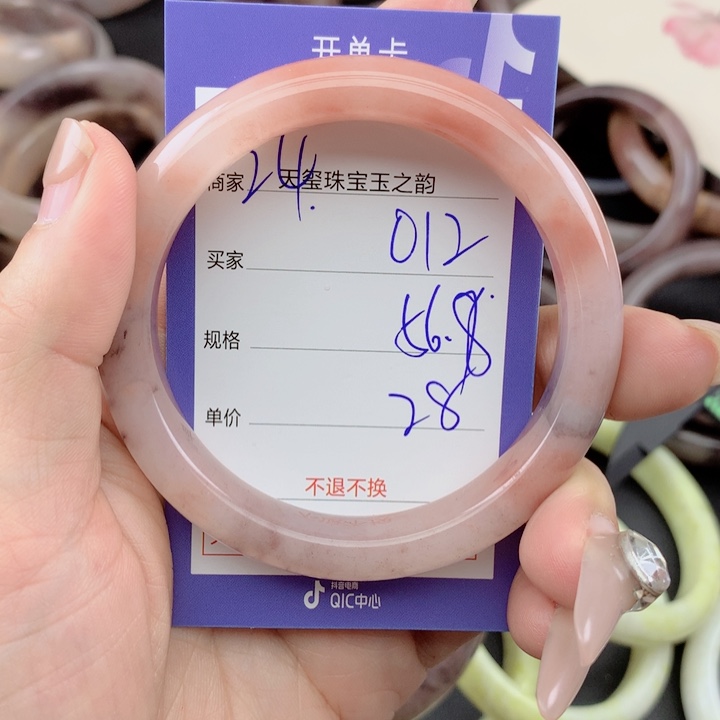 开单卡
24.
商家 天玺珠宝玉之韵
买家 012
规格 56.8
单价 28
不退不换
抖音电商
QIC中心